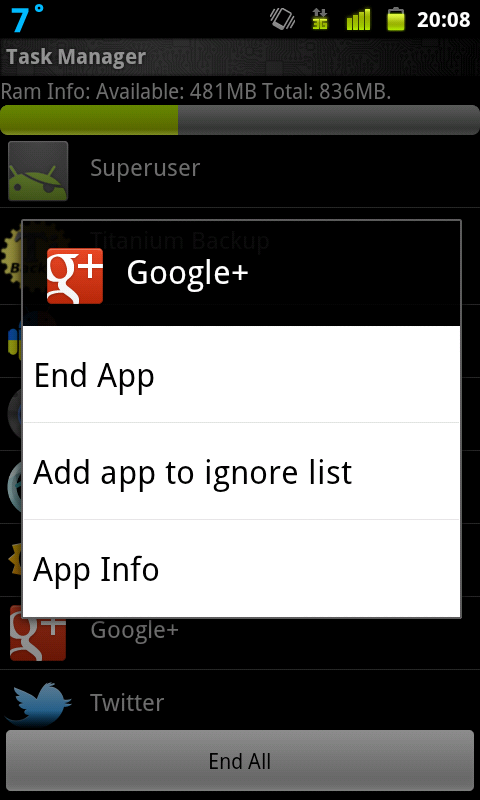 7°
3G
20:08
Task Manager
Ram Info: Available: 481MB Total: 836MB.
Superuser
Titanium Backup
g+
Google+
End App
Add app to ignore list
App Info
g+
Google+
Twitter
End All